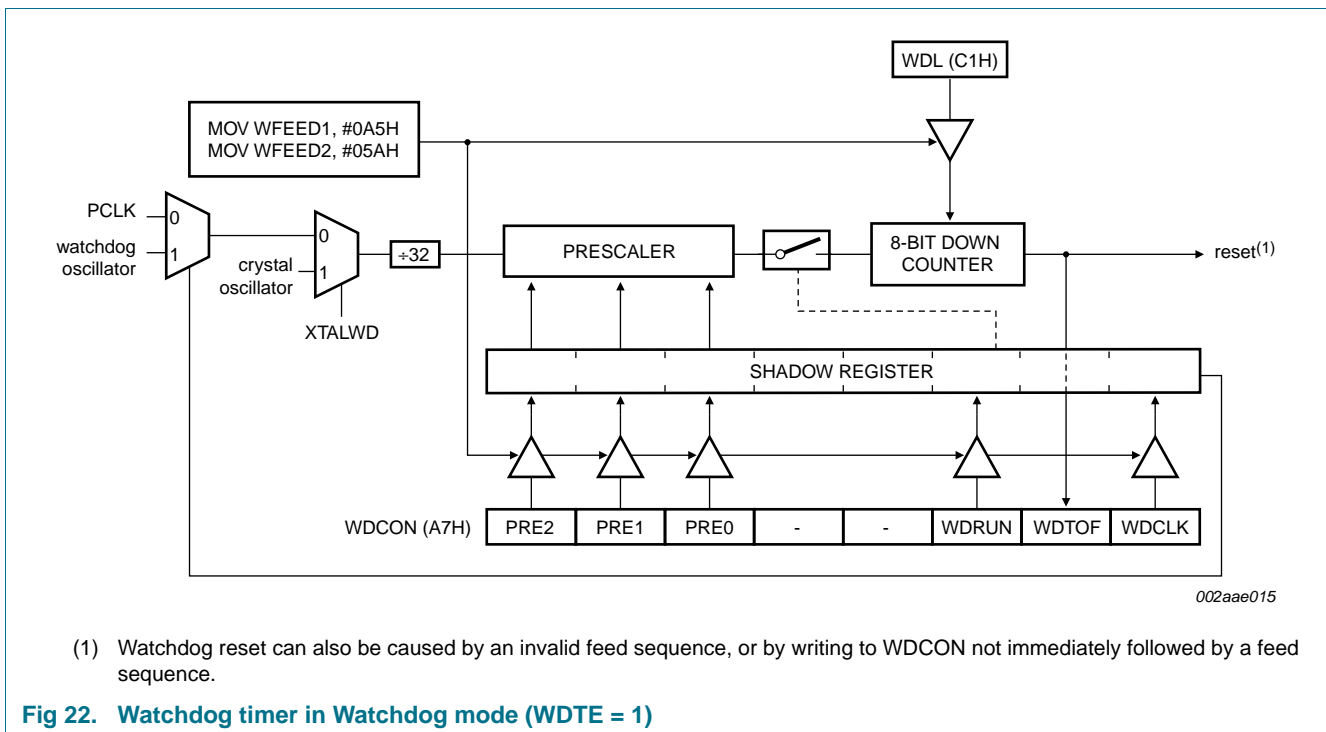 WDL (C1H)
MOV WFEED1, #0A5H
MOV WFEED2, #05AH
PCLK
0
watchdog
oscillator
1
0
crystal
oscillator
1
XTALWD
÷32
PRESCALER
8-BIT DOWN
COUNTER
reset(1)
SHADOW REGISTER
WDCON (A7H)
PRE2
PRE1
PRE0
-
-
WDRUN
WDTOF
WDCLK
002aae015
(1) Watchdog reset can also be caused by an invalid feed sequence, or by writing to WDCON not immediately followed by a feed
sequence.
Fig 22. Watchdog timer in Watchdog mode (WDTE = 1)